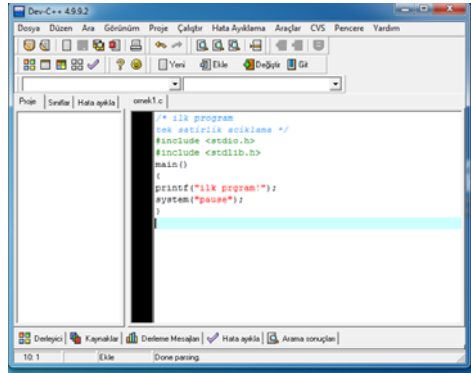 Dev-C++ 4.9.9.2
Dosya Düzen Ara Görünüm Proje Çalıştır Hata Ayıklama Araçlar CVS Pencere Yardım
Yeni Ekle Değiştir Git
Proje Sınıflar Hata ayıkla ornek1.c
/* ilk program
tek satirlik aciklama */
#include <stdio.h>
#include <stdlib.h>
main()
{
printf("ilk prgram!");
system("pause");
}
Derleyici Kaynaklar Derleme Mesajları Hata ayıkla Arama sonuçları
10: 1 Ekle Done parsing.